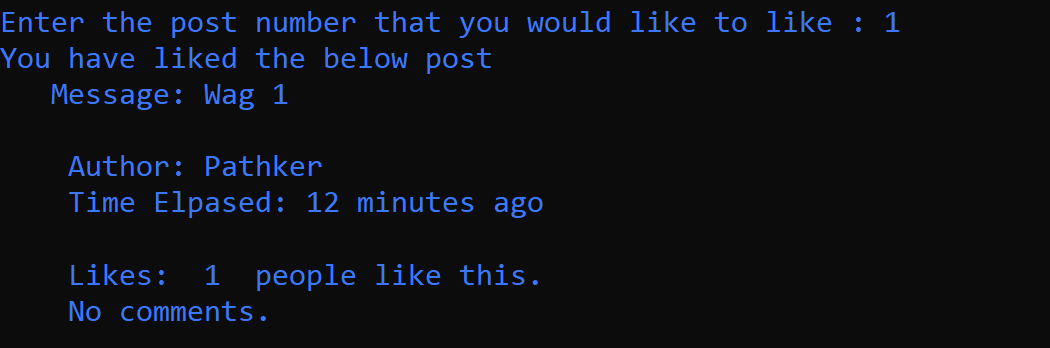 Enter the post number that you would like to like : 1
You have liked the below post
Message: Wag 1
Author: Pathker
Time Elpased: 12 minutes ago
Likes:  1  people like this.
No comments.